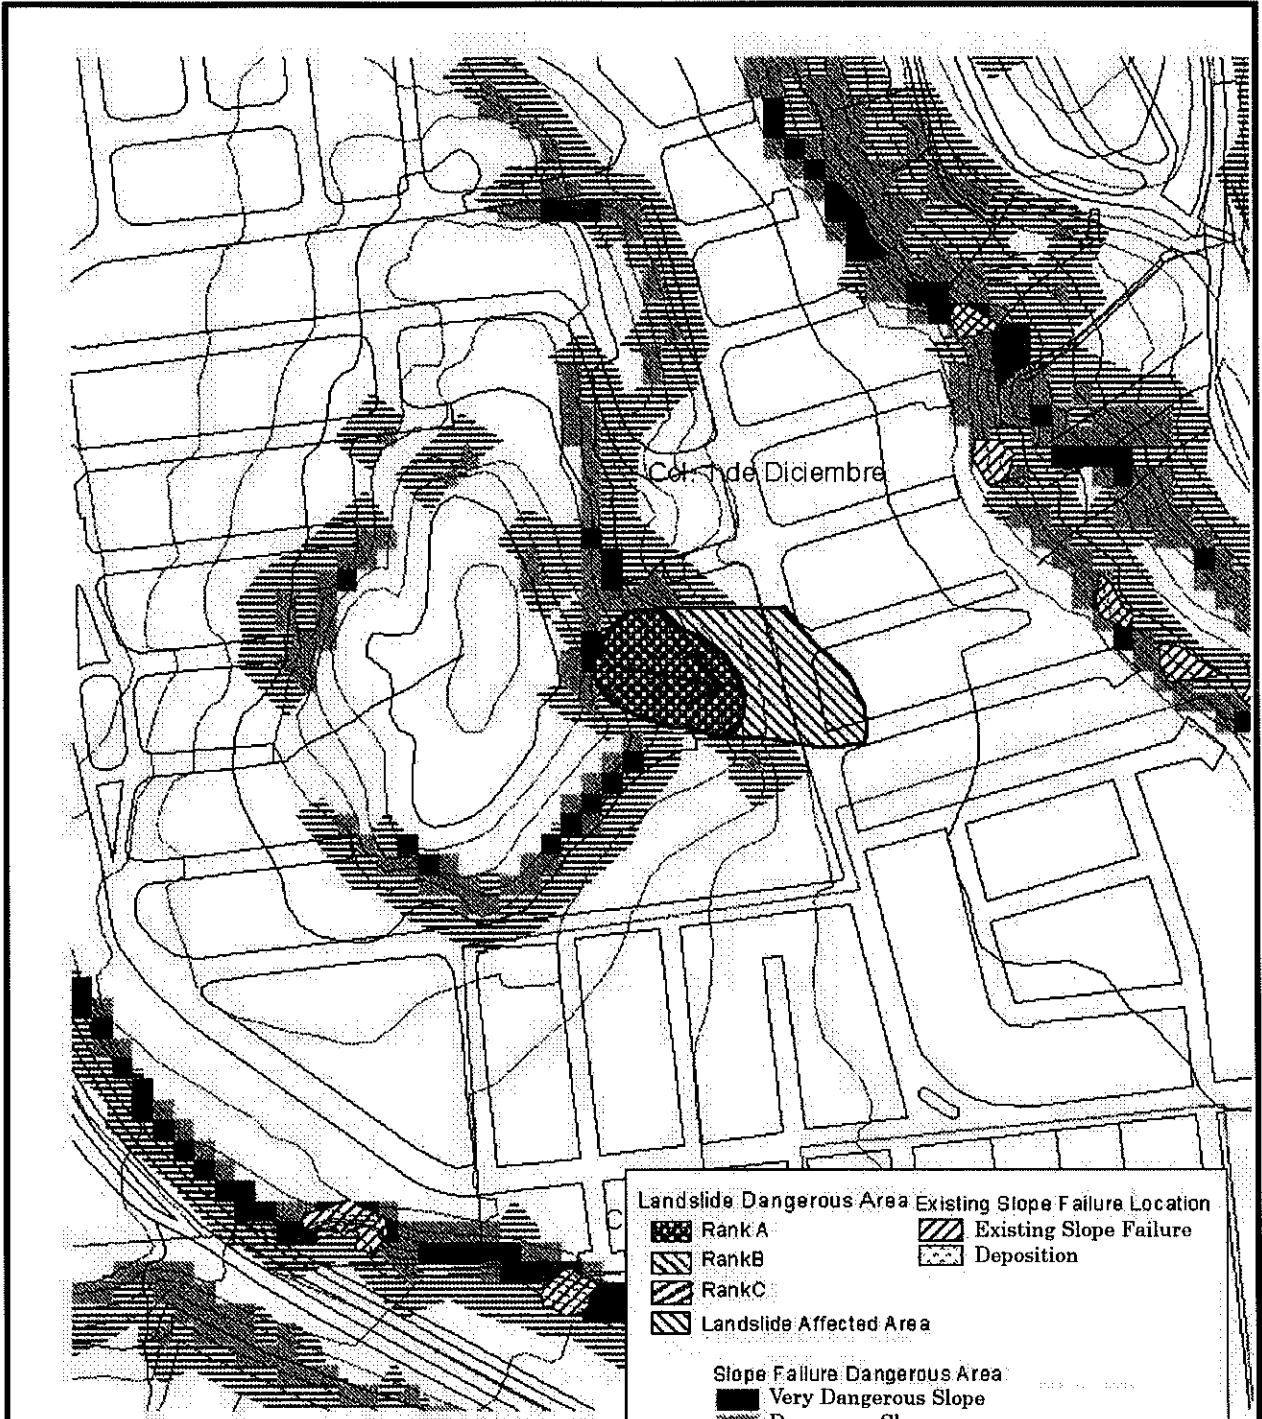 Col. 1 de Diciembre
Landslide Dangerous Area
Rank A
RankB
RankC
Landslide Affected Area
Existing Slope Failure Location
Existing Slope Failure
Deposition
Slope Failure Dangerous Area
Very Dangerous Slope